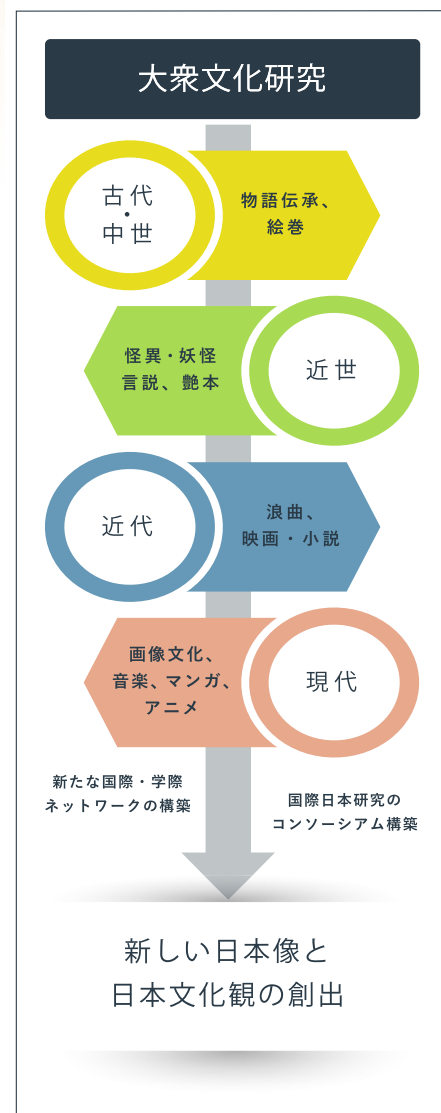 大衆文化研究
古代
・
中世
物語伝承、
絵巻
怪異・妖怪
言説、艶本
近世
近代
浪曲、
映画・小説
画像文化、
音楽、マンガ、
アニメ
現代
新たな国際・学際
ネットワークの構築
国際日本研究の
コンソーシアム構築
新しい日本像と
日本文化観の創出